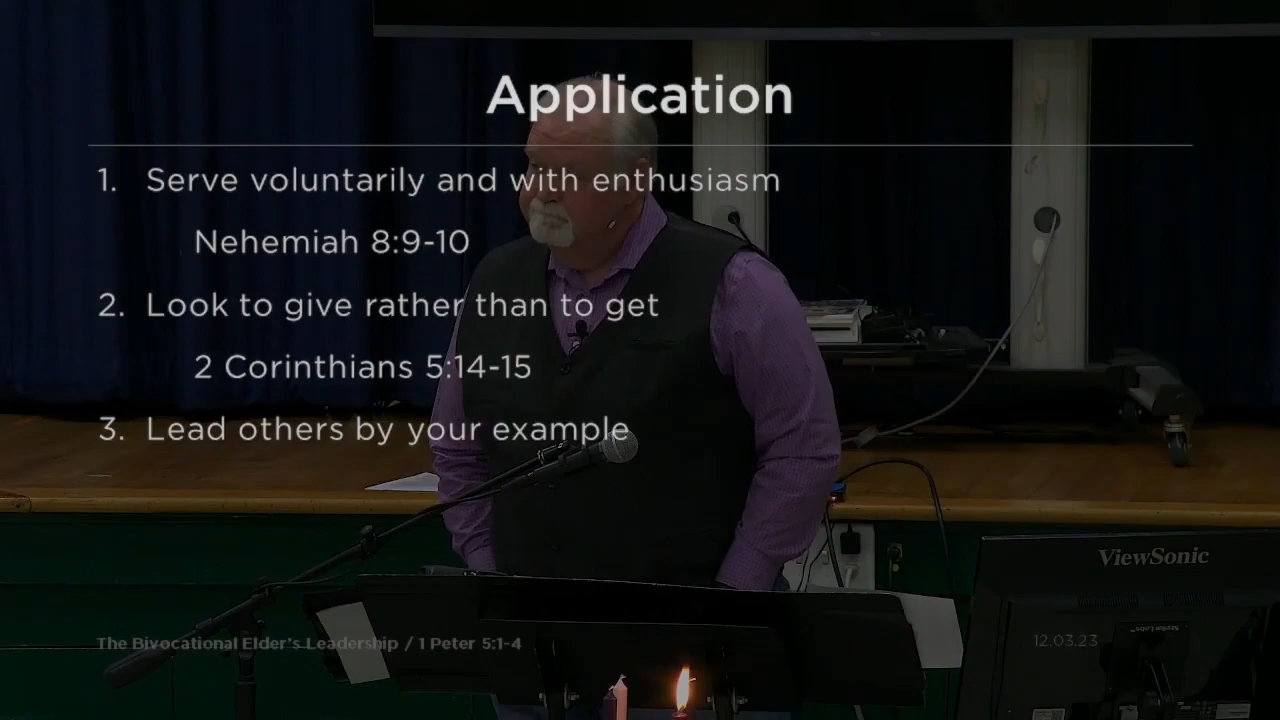 Application
1. Serve voluntarily and with enthusiasm
Nehemiah 8:9-10
2. Look to give rather than to get
2 Corinthians 5:14-15
3. Lead others by your example
ViewSonic
Stellar Labs
The Bivocational Elder's Leadership / 1 Peter 5:1-4
12.03.23